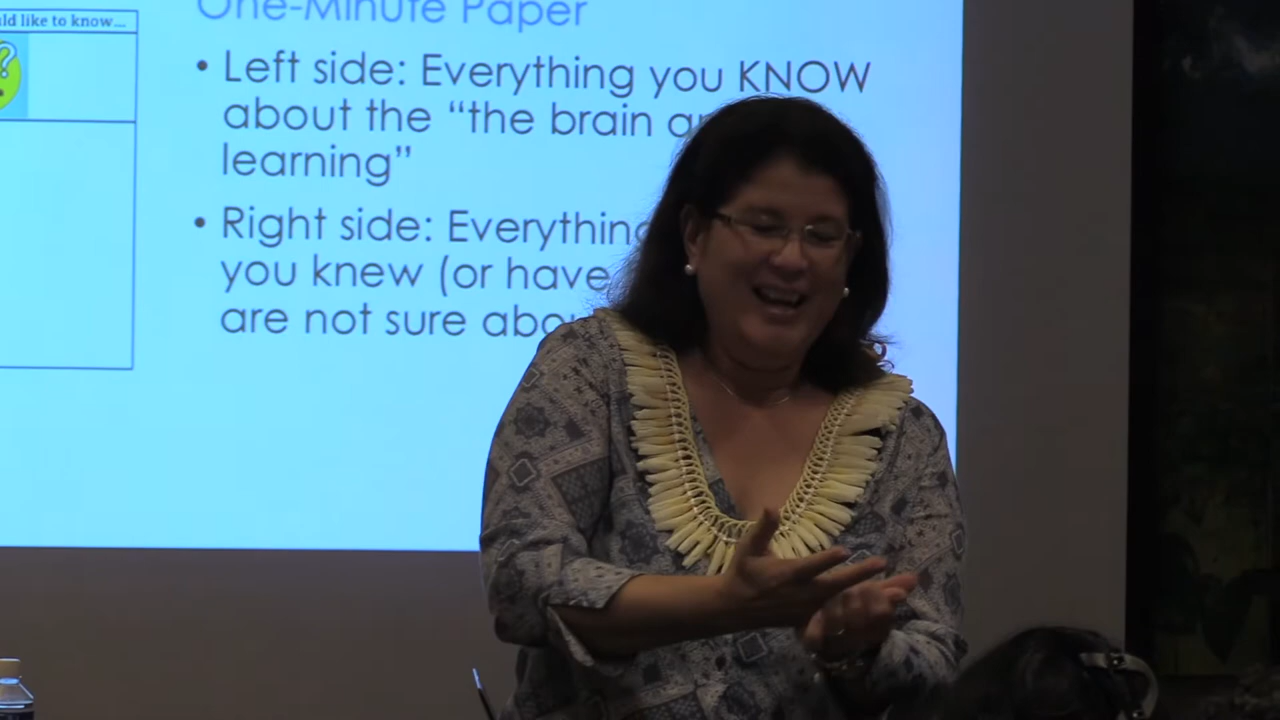 ld like to know...
One-Minute Paper
• Left side: Everything you KNOW
about the “the brain
learning”
• Right side: Everything
you knew (or have
are not sure